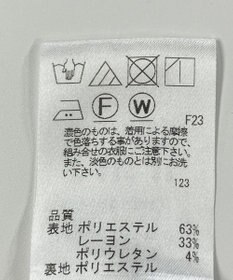 F W
F23
濃色のものは、着用による摩擦
で色落ちする事がありますので、
組み合せの衣服にご注意下さい。
また、淡色のものとは別にお洗
い下さい。
123
品質
表地 ポリエステル 63%
レーヨン 33%
ポリウレタン 4%
裏地 ポリエステル